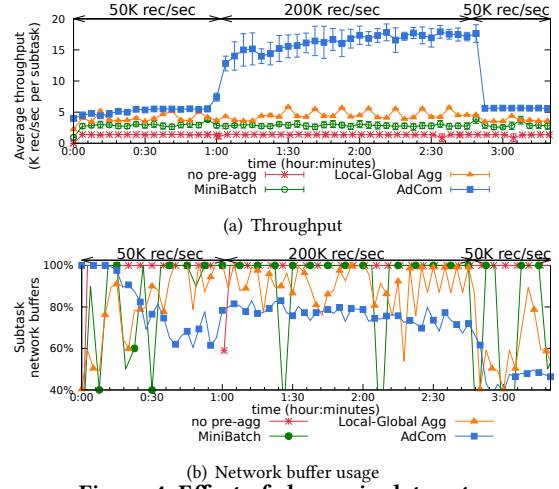 50K rec/sec 200K rec/sec 50K rec/sec
20
15
10
5
0
Average throughput
(K rec/sec per subtask)
0:00 0:30 1:30 2:00 2:30 3:00
time (hour:minutes)
no pre-agg Local-Global Agg
MiniBatch AdCom
(a) Throughput
50K rec/sec 200K rec/sec 50K rec/sec
100%
80%
60%
40%
Subtask
network buffers
0:00 0:30 1:00 1:30 2:00 2:30 3:00
time (hour:minutes)
no pre-agg Local-Global Agg
MiniBatch AdCom
(b) Network buffer usage